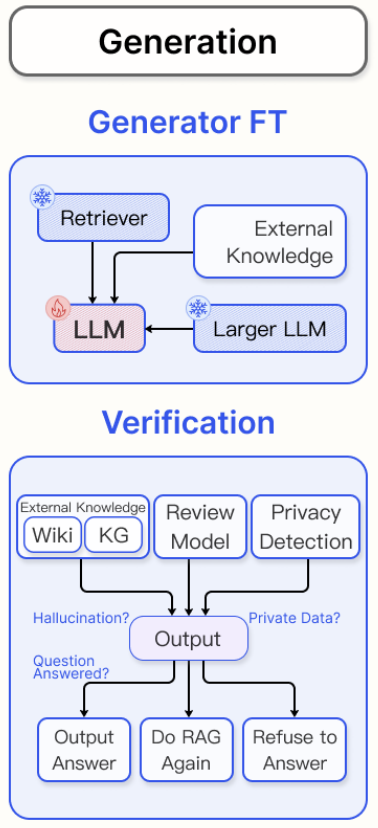 Generation
Generator FT
Retriever
External
Knowledge
LLM
Larger LLM
Verification
External Knowledge
Wiki
KG
Review
Model
Privacy
Detection
Hallucination?
Private Data?
Output
Question
Answered?
Output
Answer
Do RAG
Again
Refuse to
Answer